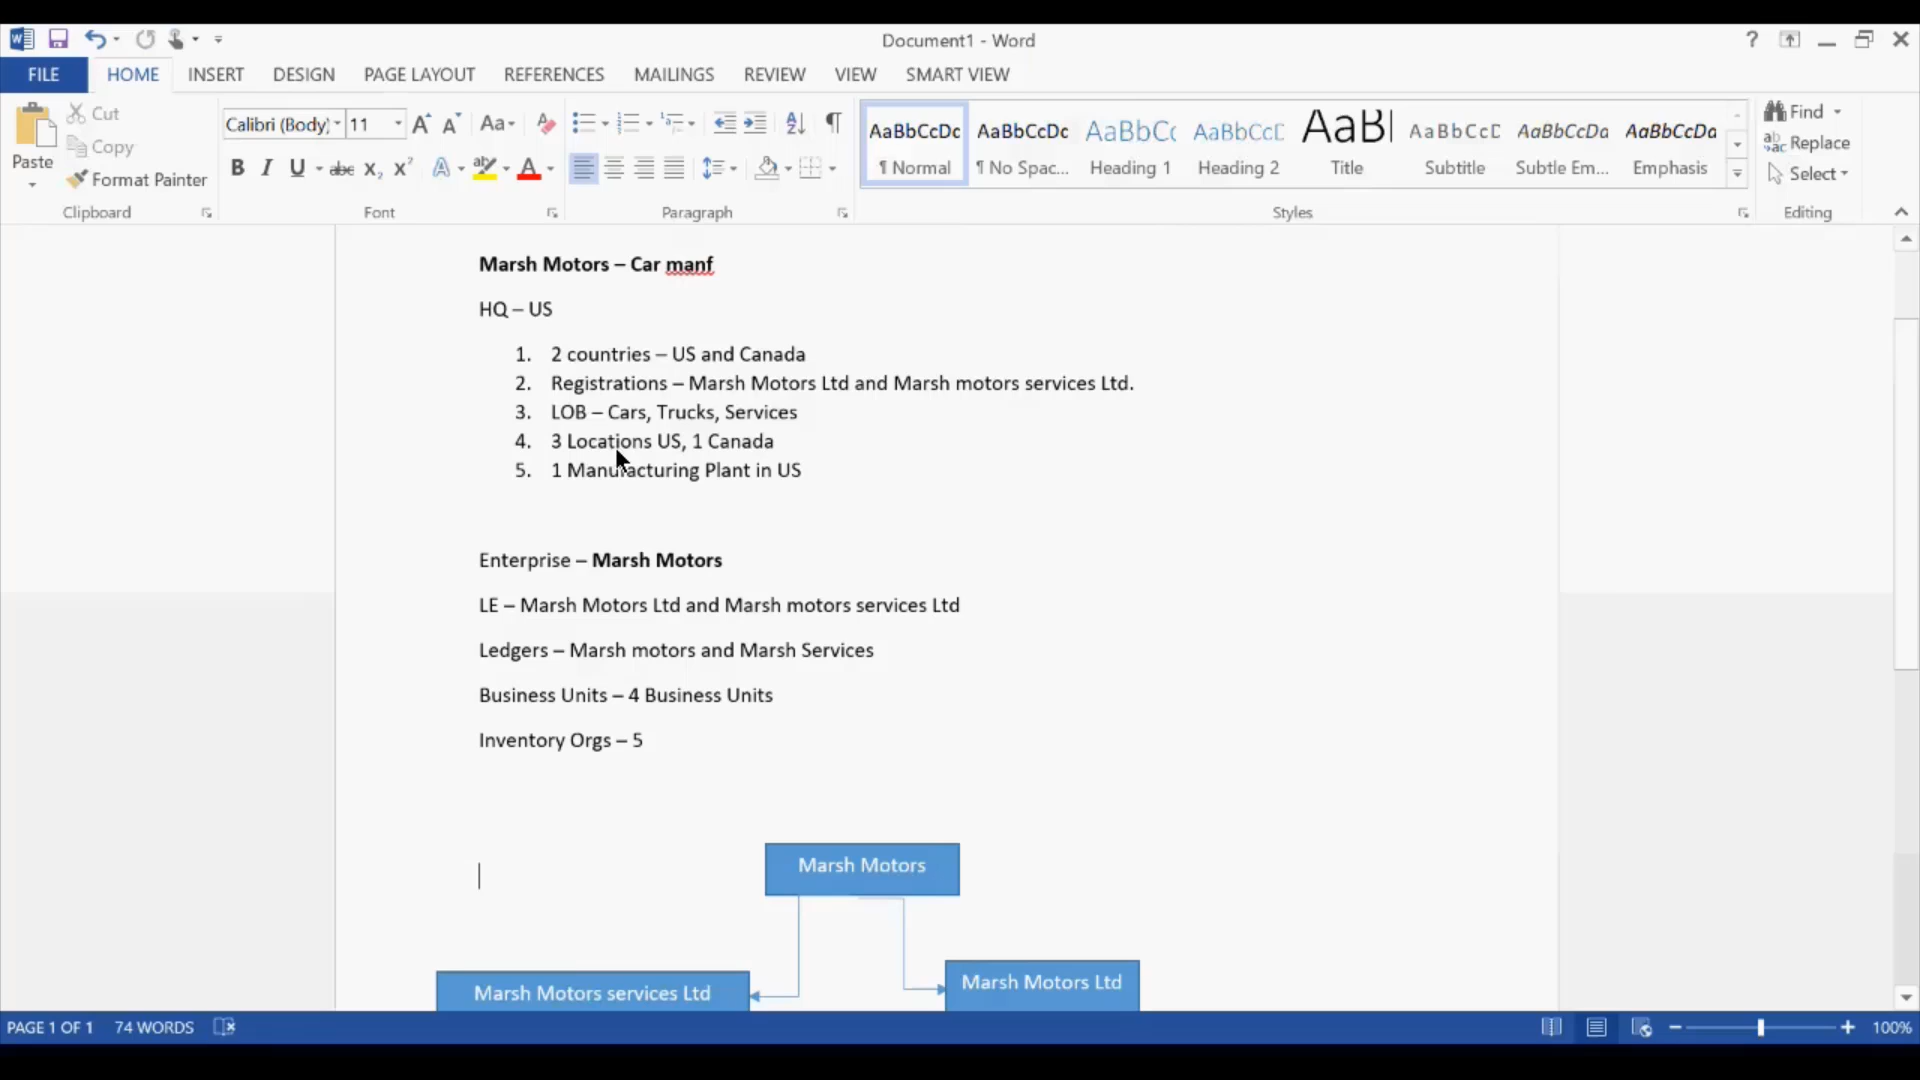 Document1 - Word
FILE HOME INSERT DESIGN PAGE LAYOUT REFERENCES MAILINGS REVIEW VIEW SMART VIEW
Paste
Cut
Copy
Format Painter
Clipboard
Calibri (Body) 11
Font
Paragraph
AaBbCcDc AaBbCcDc AaBbCc AaBbCcD AaBl AaBbCcD AaBbCcDa AaBbCcDa
¶ Normal ¶ No Spac... Heading 1 Heading 2 Title Subtitle Subtle Em... Emphasis
Styles
Find
Replace
Select
Editing
Marsh Motors – Car manf
HQ – US
1. 2 countries – US and Canada
2. Registrations – Marsh Motors Ltd and Marsh motors services Ltd.
3. LOB – Cars, Trucks, Services
4. 3 Locations US, 1 Canada
5. 1 Manufacturing Plant in US
Enterprise – Marsh Motors
LE – Marsh Motors Ltd and Marsh motors services Ltd
Ledgers – Marsh motors and Marsh Services
Business Units – 4 Business Units
Inventory Orgs – 5
Marsh Motors
Marsh Motors services Ltd
Marsh Motors Ltd
PAGE 1 OF 1 74 WORDS 100%